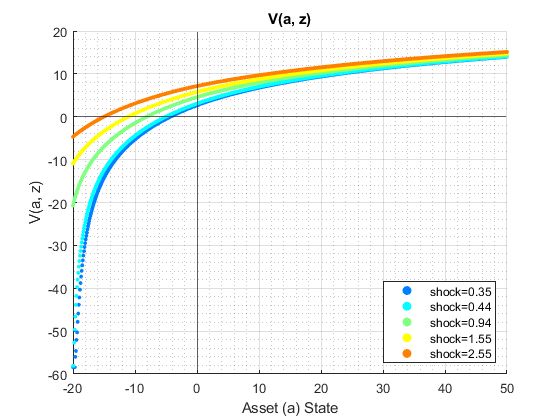 V(a, z)
20
10
0
-10
-20
-30
-40
-50
-60
V(a, z)
-20
-10
0
10
20
30
40
50
Asset (a) State
shock=0.35
shock=0.44
shock=0.94
shock=1.55
shock=2.55